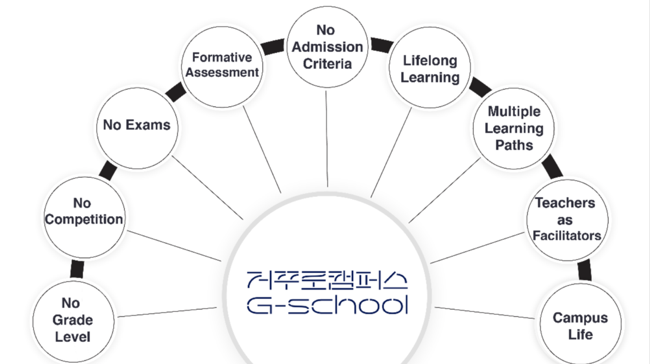 No
Admission
Criteria
Formative
Assessment
Lifelong
Learning
No Exams
Multiple
Learning
Paths
No
Competition
Teachers
as
Facilitators
No
Grade
Level
Campus
Life
거꾸로캠퍼스
G-school